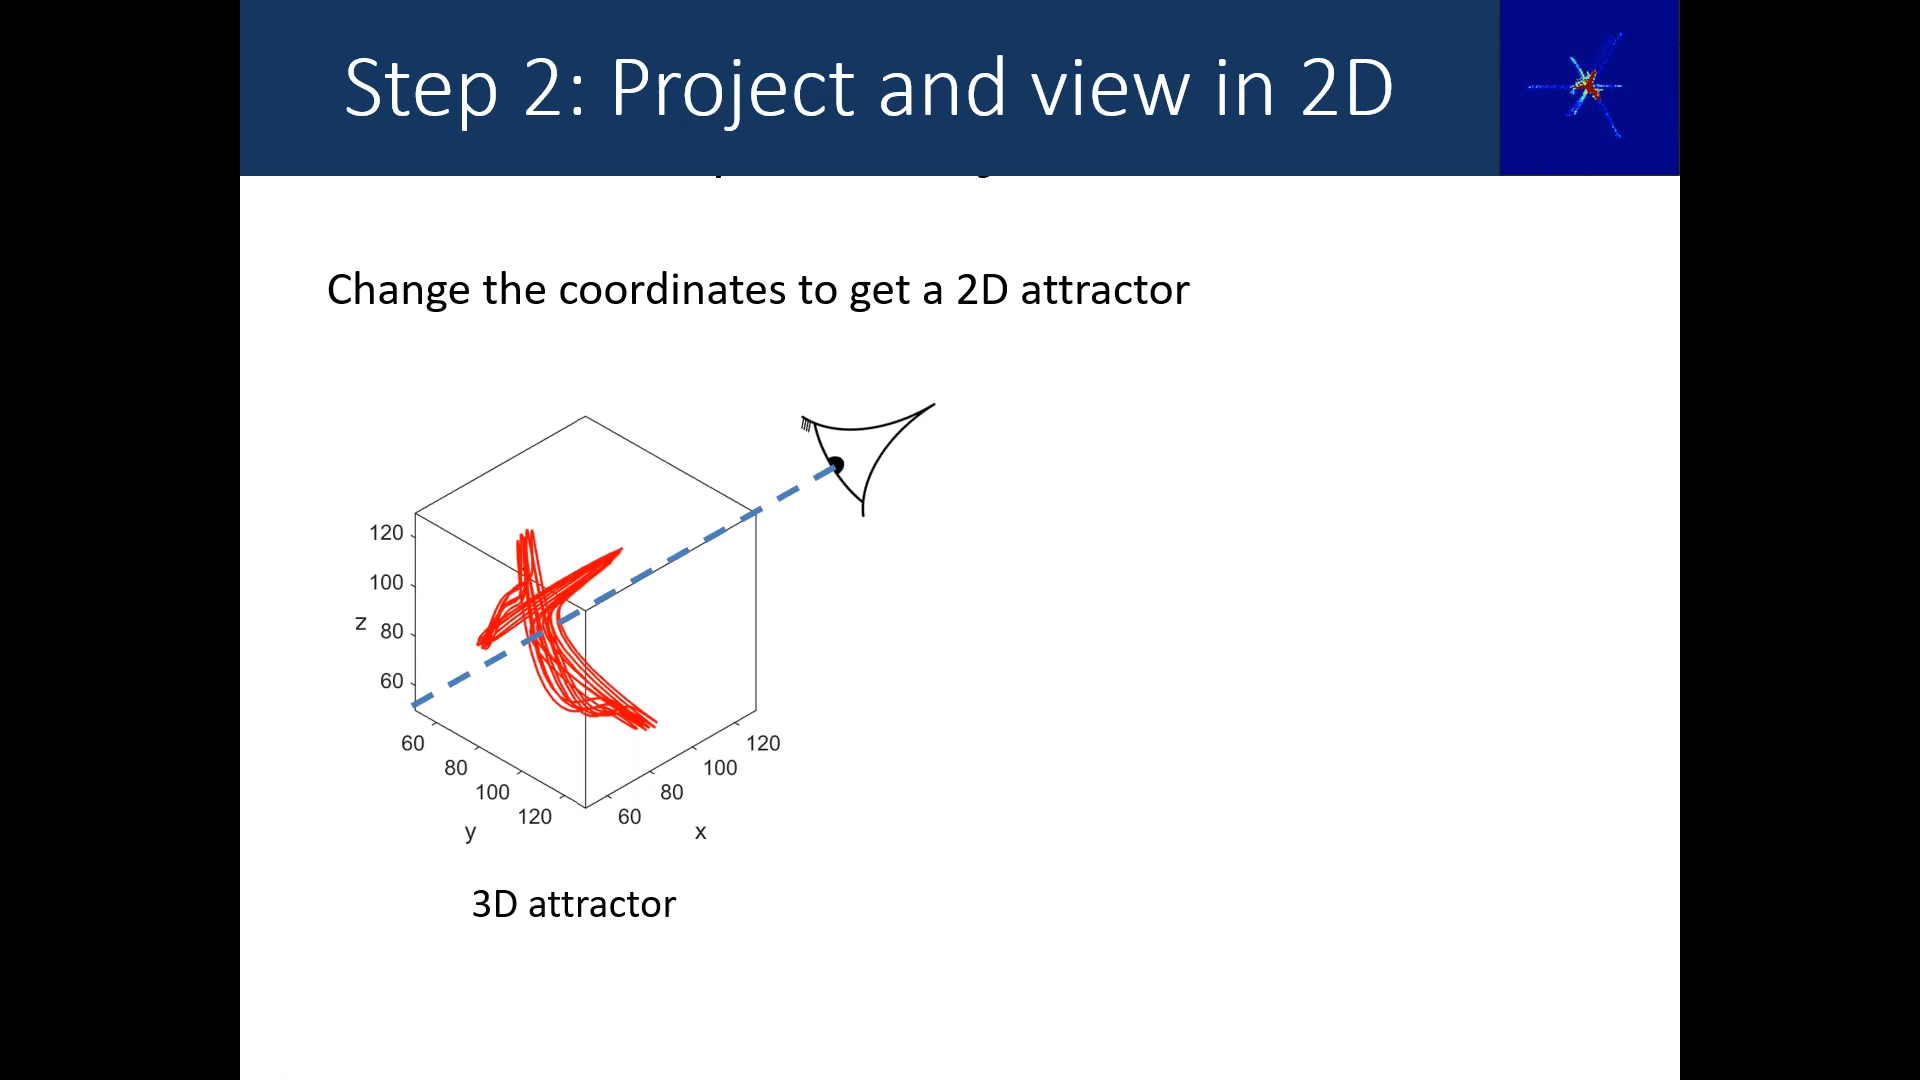 Step 2: Project and view in 2D
Change the coordinates to get a 2D attractor
120
100
z
80
60
60
80
100
120
y
60
80
100
120
x
3D attractor